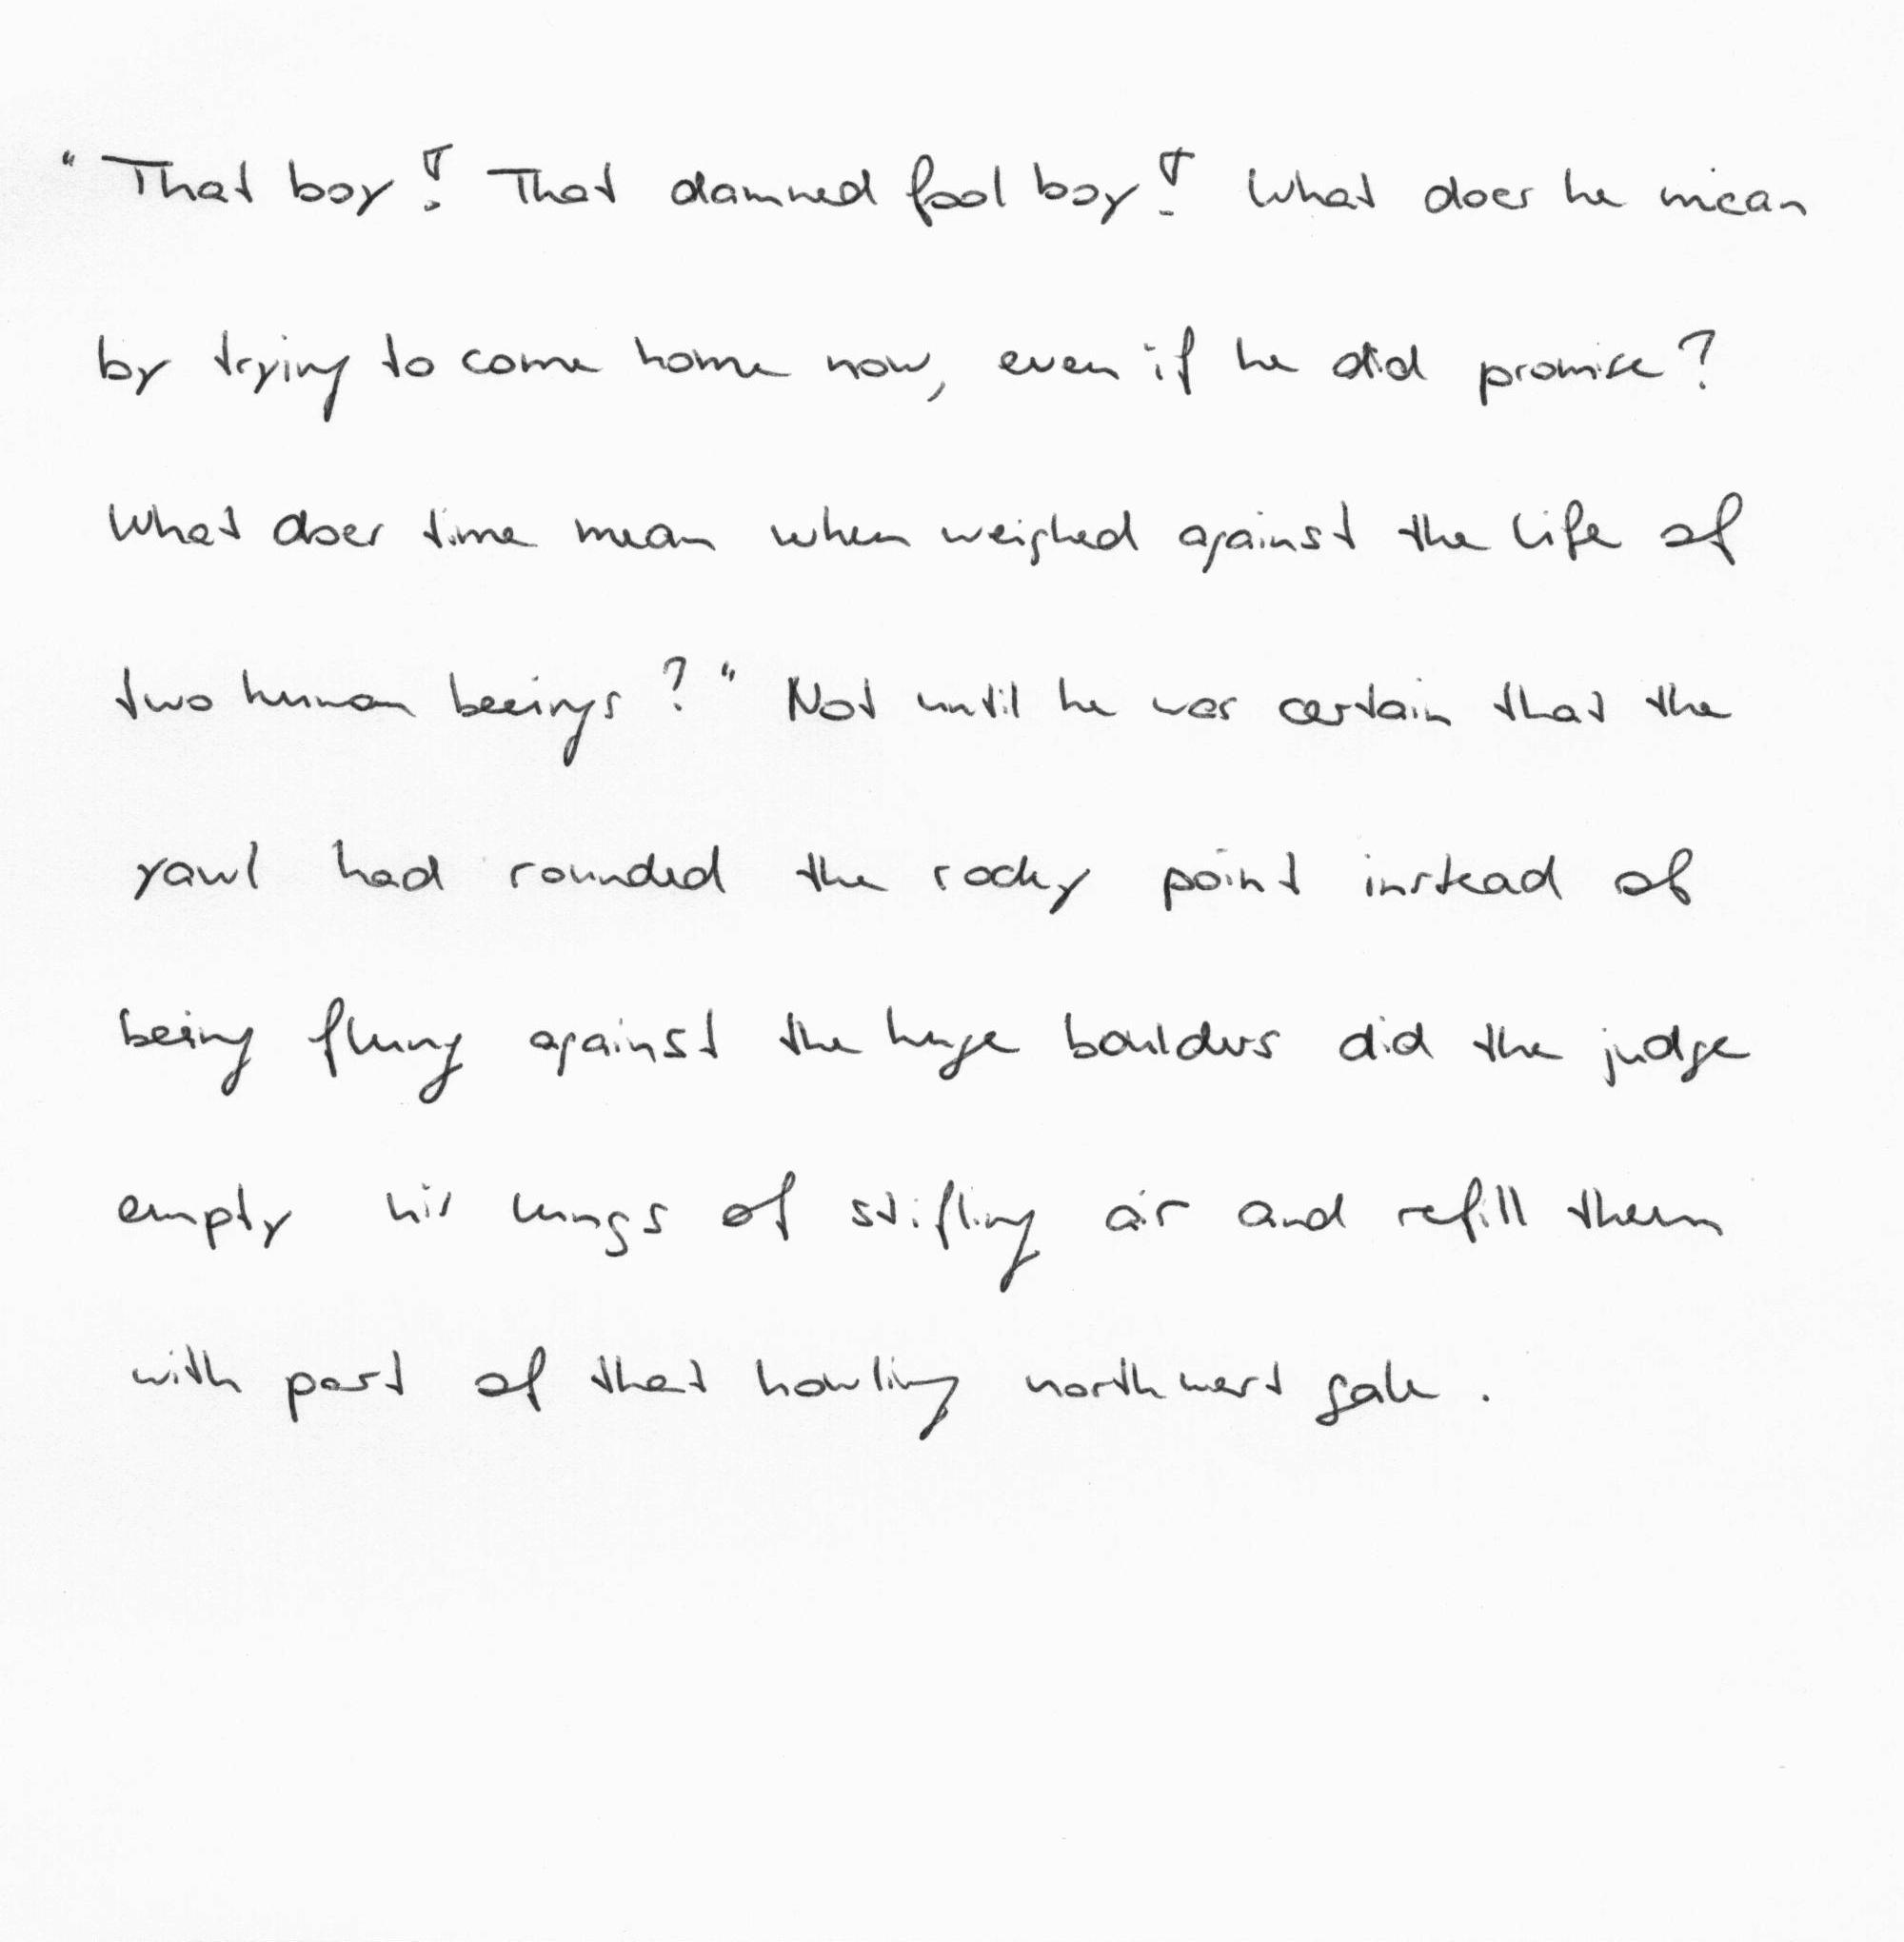 "That boy! That damned fool boy! What does he mean
by trying to come home now, even if he did promise?
What does time mean when weighed against the life of
two human beeings?" Not until he was certain that the
yawl had rounded the rocky point instead of
being flung against the huge boulders did the judge
empty his lungs of stifling air and refill them
with part of that howling northwest gale.